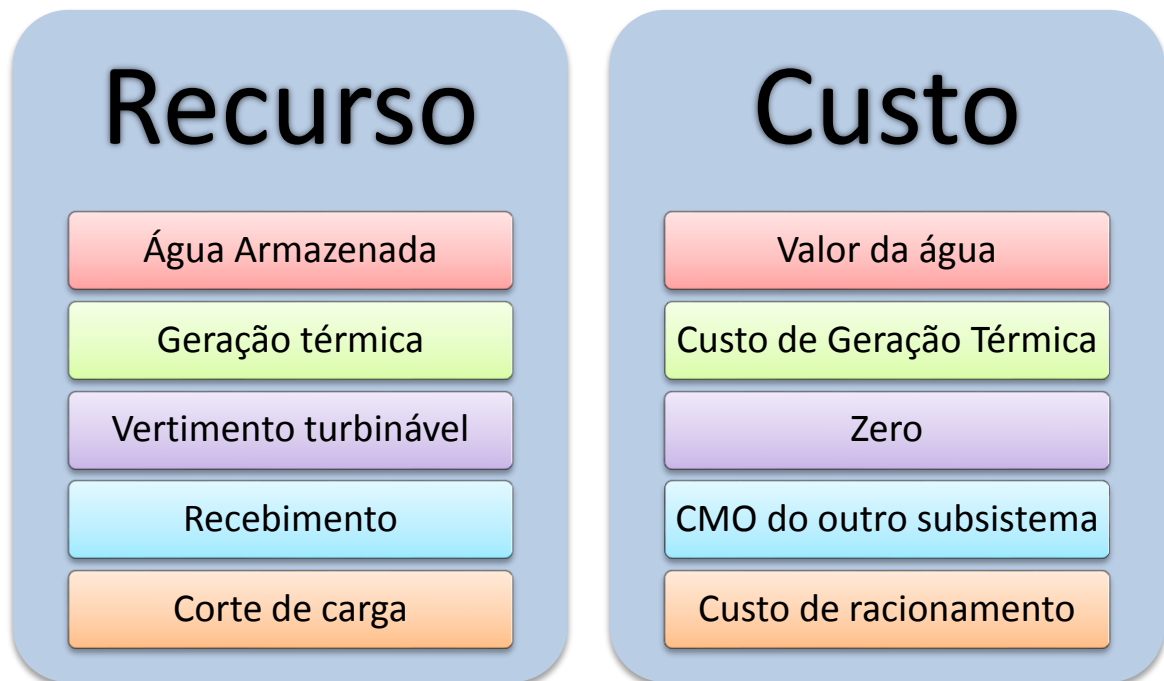 Recurso
Água Armazenada
Geração térmica
Vertimento turbinável
Recebimento
Corte de carga
Custo
Valor da água
Custo de Geração Térmica
Zero
CMO do outro subsistema
Custo de racionamento